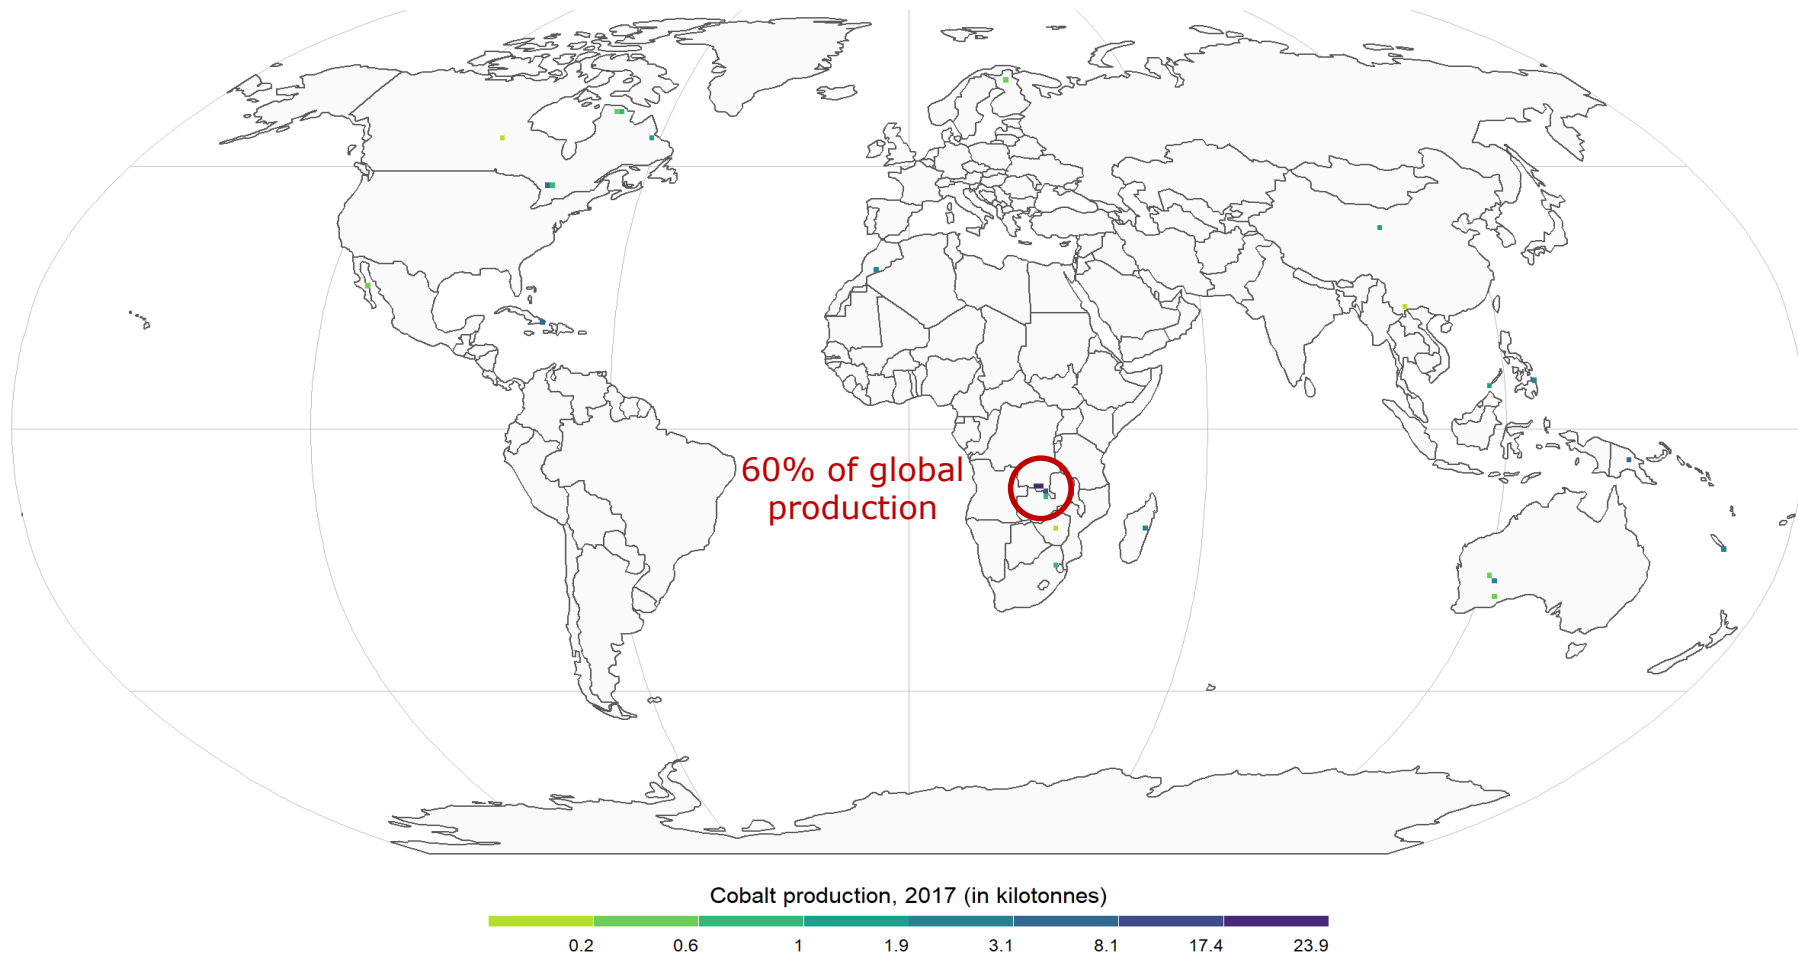 60% of global
production
Cobalt production, 2017 (in kilotonnes)
0.2 0.6 1 1.9 3.1 8.1 17.4 23.9